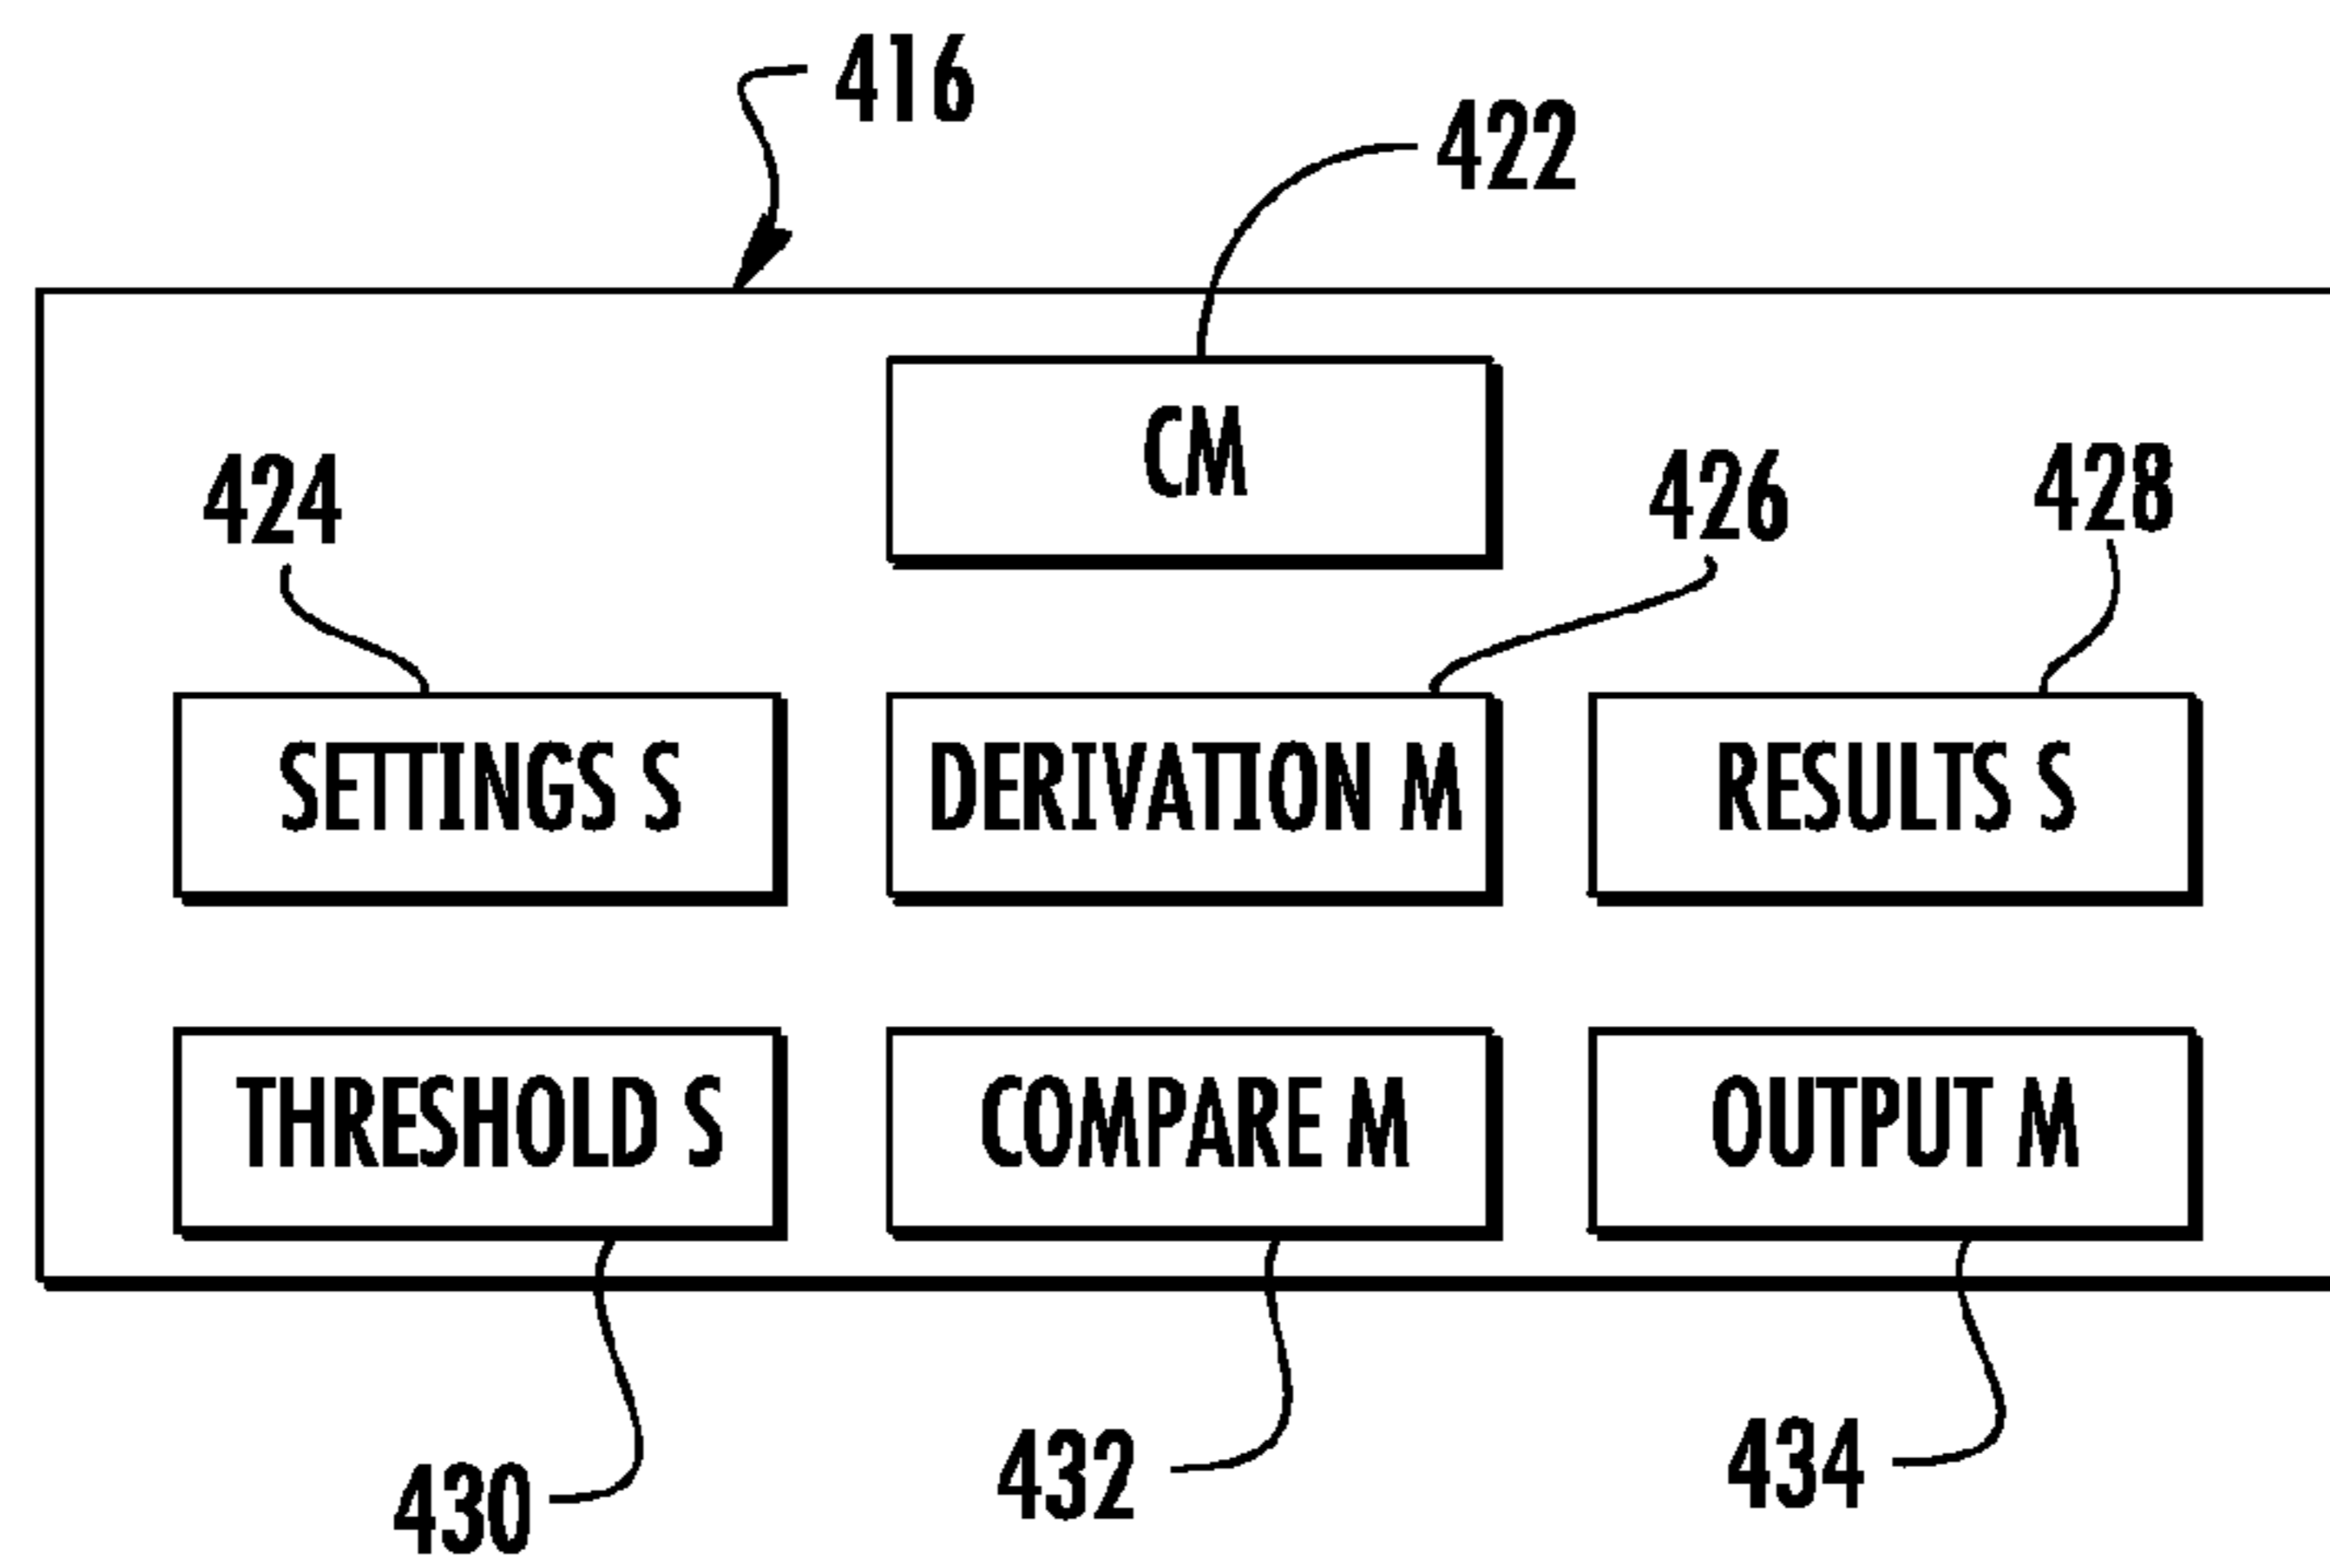 416
422
CM
424
426
428
SETTINGS S
DERIVATION M
RESULTS S
THRESHOLD S
COMPARE M
OUTPUT M
430
432
434